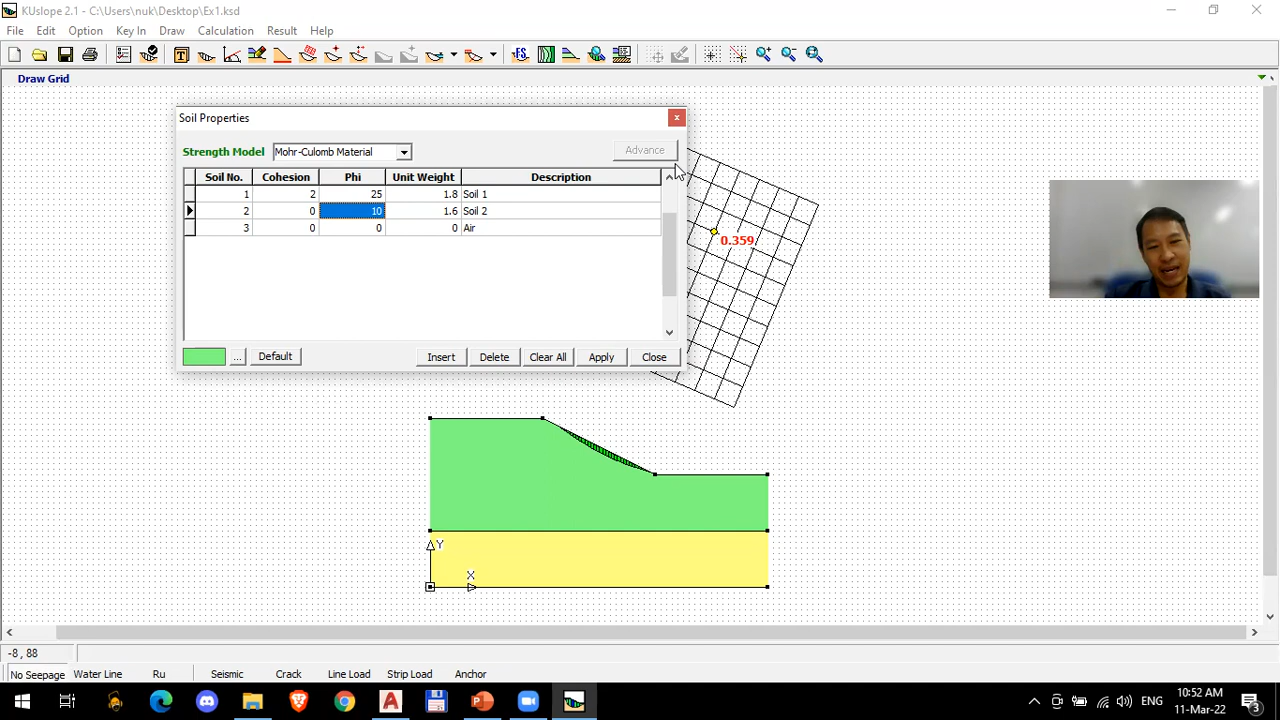 KUslope 2.1 - C:\Users\nuk\Desktop\Ex1.ksd
File Edit Option Key In Draw Calculation Result Help
T FS
Draw Grid
Soil Properties x
Strength Model Mohr-Culomb Material Advance
Soil No. Cohesion Phi Unit Weight Description
1 2 25 1.8 Soil 1
2 0 10 1.6 Soil 2
3 0 0 0 Air
0.359
... Default Insert Delete Clear All Apply Close
Y
X
-8, 88
No Seepage Water Line Ru Seismic Crack Line Load Strip Load Anchor
ENG
10:52 AM
11-Mar-22
3